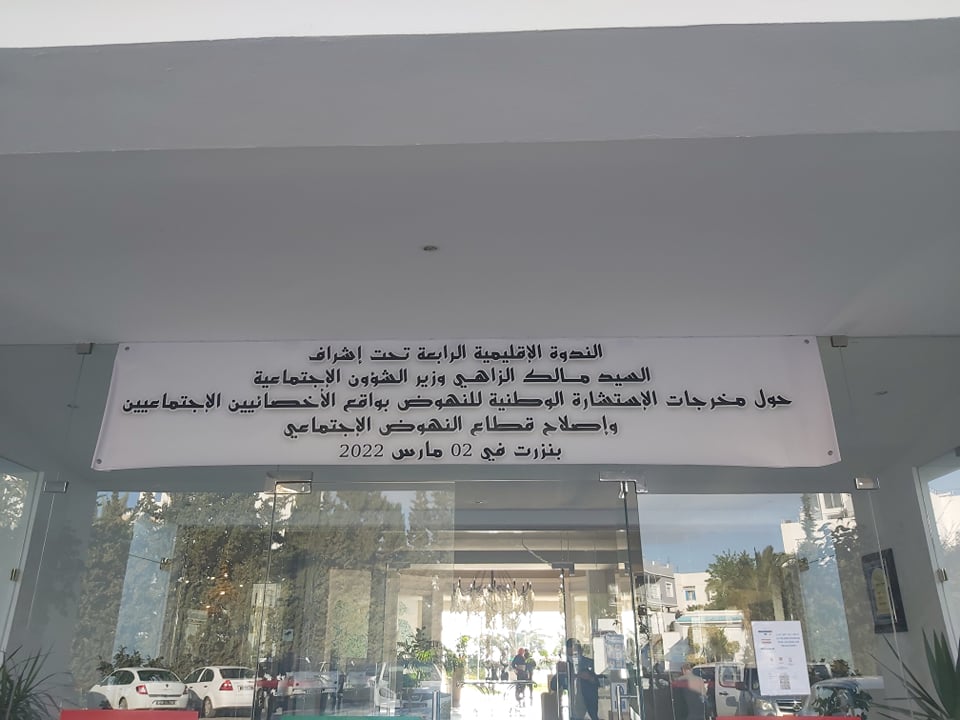 الندوة الإقليمية الرابعة تحت إشراف
السيد مالك الزاهي وزير الشؤون الإجتماعية
حول مخرجات الإستشارة الوطنية للنهوض بواقع الأخصائيين الإجتماعيين
وإصلاح قطاع النهوض الإجتماعي
بنزرت في 02 مارس 2022